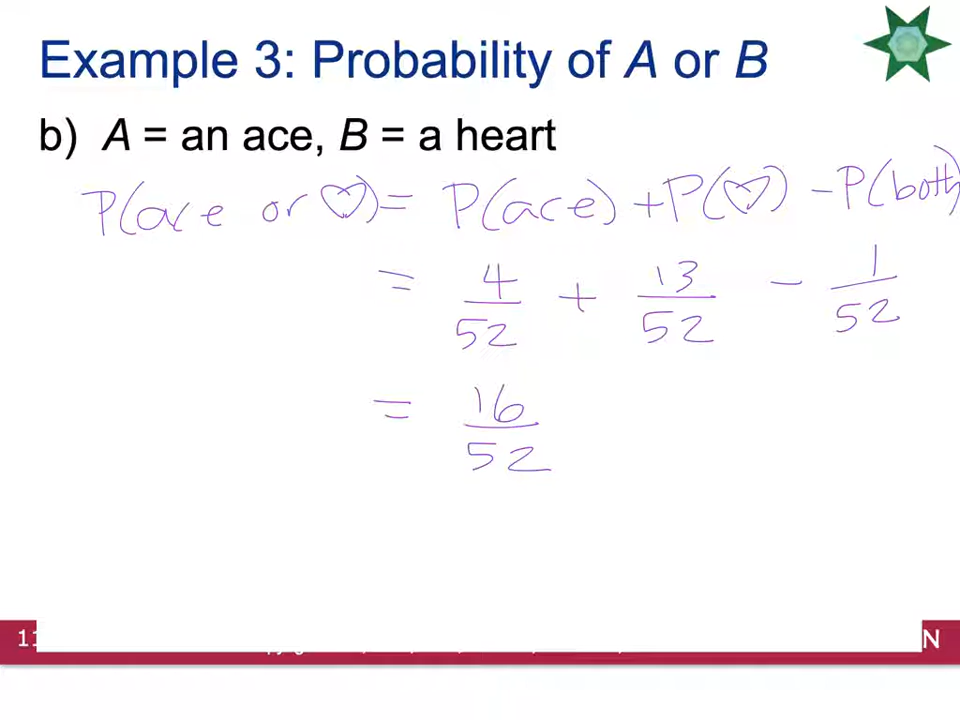 Example 3: Probability of A or B
b) A = an ace, B = a heart
P(ace or ♡) = P(ace) + P(♡) - P(both)
= 4/52 + 13/52 - 1/52
= 16/52
N